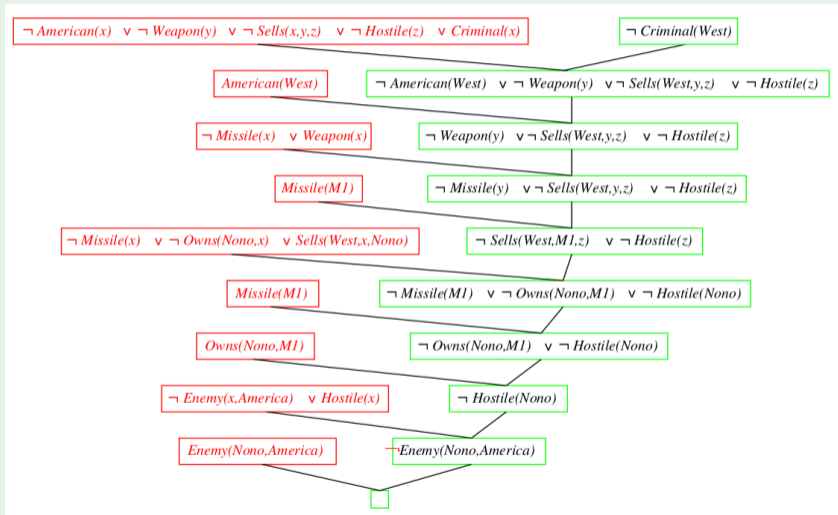 ¬ American(x) ∨ ¬ Weapon(y) ∨ ¬ Sells(x,y,z) ∨ ¬ Hostile(z) ∨ Criminal(x)
¬ Criminal(West)
American(West)
¬ American(West) ∨ ¬ Weapon(y) ∨ ¬ Sells(West,y,z) ∨ ¬ Hostile(z)
¬ Missile(x) ∨ Weapon(x)
¬ Weapon(y) ∨ ¬ Sells(West,y,z) ∨ ¬ Hostile(z)
Missile(M1)
¬ Missile(y) ∨ ¬ Sells(West,y,z) ∨ ¬ Hostile(z)
¬ Missile(x) ∨ ¬ Owns(Nono,x) ∨ Sells(West,x,Nono)
¬ Sells(West,M1,z) ∨ ¬ Hostile(z)
Missile(M1)
¬ Missile(M1) ∨ ¬ Owns(Nono,M1) ∨ ¬ Hostile(Nono)
Owns(Nono,M1)
¬ Owns(Nono,M1) ∨ ¬ Hostile(Nono)
¬ Enemy(x,America) ∨ Hostile(x)
¬ Hostile(Nono)
Enemy(Nono,America)
¬Enemy(Nono,America)